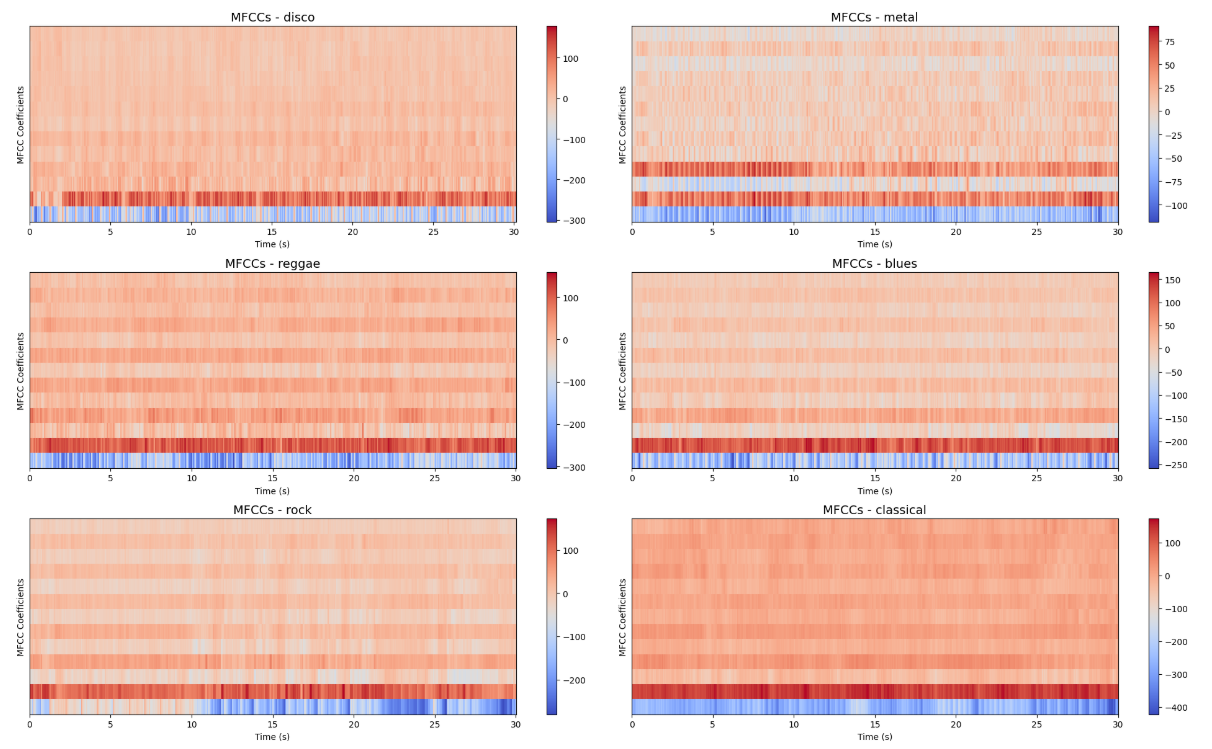 MFCCs - disco
MFCC Coefficients
100
0
−100
−200
−300
0 5 10 15 20 25 30
Time (s)
MFCCs - metal
MFCC Coefficients
75
50
25
0
−25
−50
−75
−100
0 5 10 15 20 25 30
Time (s)
MFCCs - reggae
MFCC Coefficients
100
0
−100
−200
−300
0 5 10 15 20 25 30
Time (s)
MFCCs - blues
MFCC Coefficients
150
100
50
0
−50
−100
−150
−200
−250
0 5 10 15 20 25 30
Time (s)
MFCCs - rock
MFCC Coefficients
100
0
−100
−200
0 5 10 15 20 25 30
Time (s)
MFCCs - classical
MFCC Coefficients
100
0
−100
−200
−300
−400
0 5 10 15 20 25 30
Time (s)